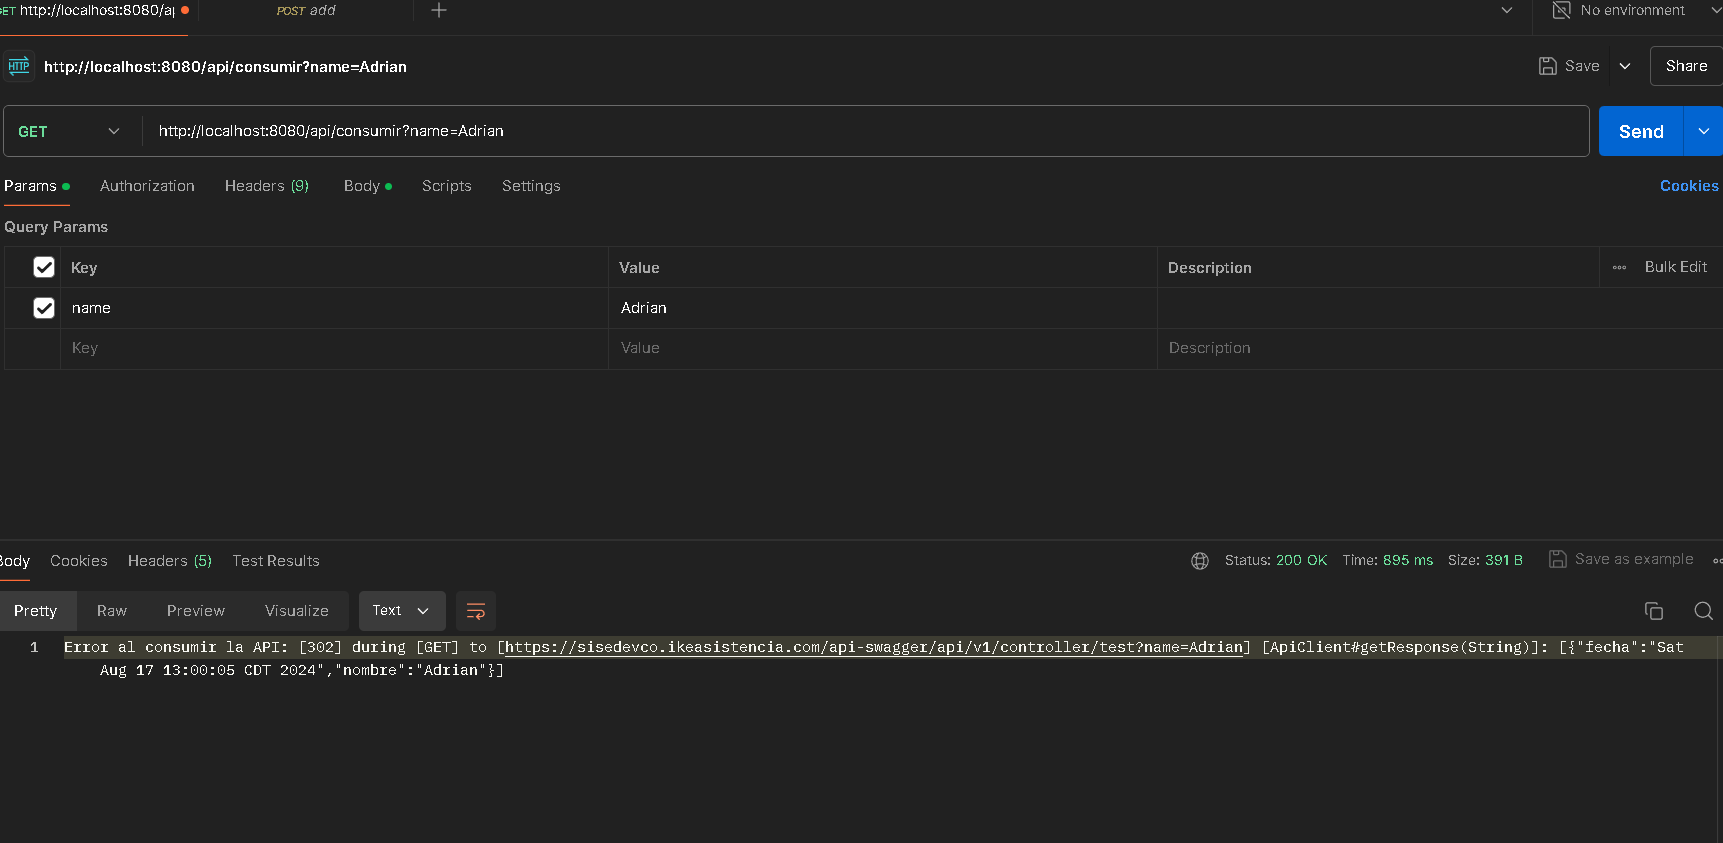 GET http://localhost:8080/ap POST add No environment
HTTP http://localhost:8080/api/consumir?name=Adrian Save Share
GET http://localhost:8080/api/consumir?name=Adrian Send
Params Authorization Headers (9) Body Scripts Settings Cookies
Query Params
Key Value Description Bulk Edit
name Adrian
Key Value Description
Body Cookies Headers (5) Test Results Status: 200 OK Time: 895 ms Size: 391 B Save as example
Pretty Raw Preview Visualize Text
1 Error al consumir la API: [302] during [GET] to [https://sisedevco.ikeasistencia.com/api-swagger/api/v1/controller/test?name=Adrian] [ApiClient#getResponse(String)]: [{"fecha":"Sat
Aug 17 13:00:05 CDT 2024","nombre":"Adrian"}]